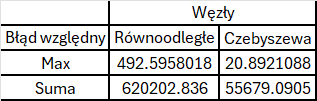 Węzły
Błąd względny Równoodległe Czebyszewa
Max 492.5958018 20.8921088
Suma 620202.836 55679.0905